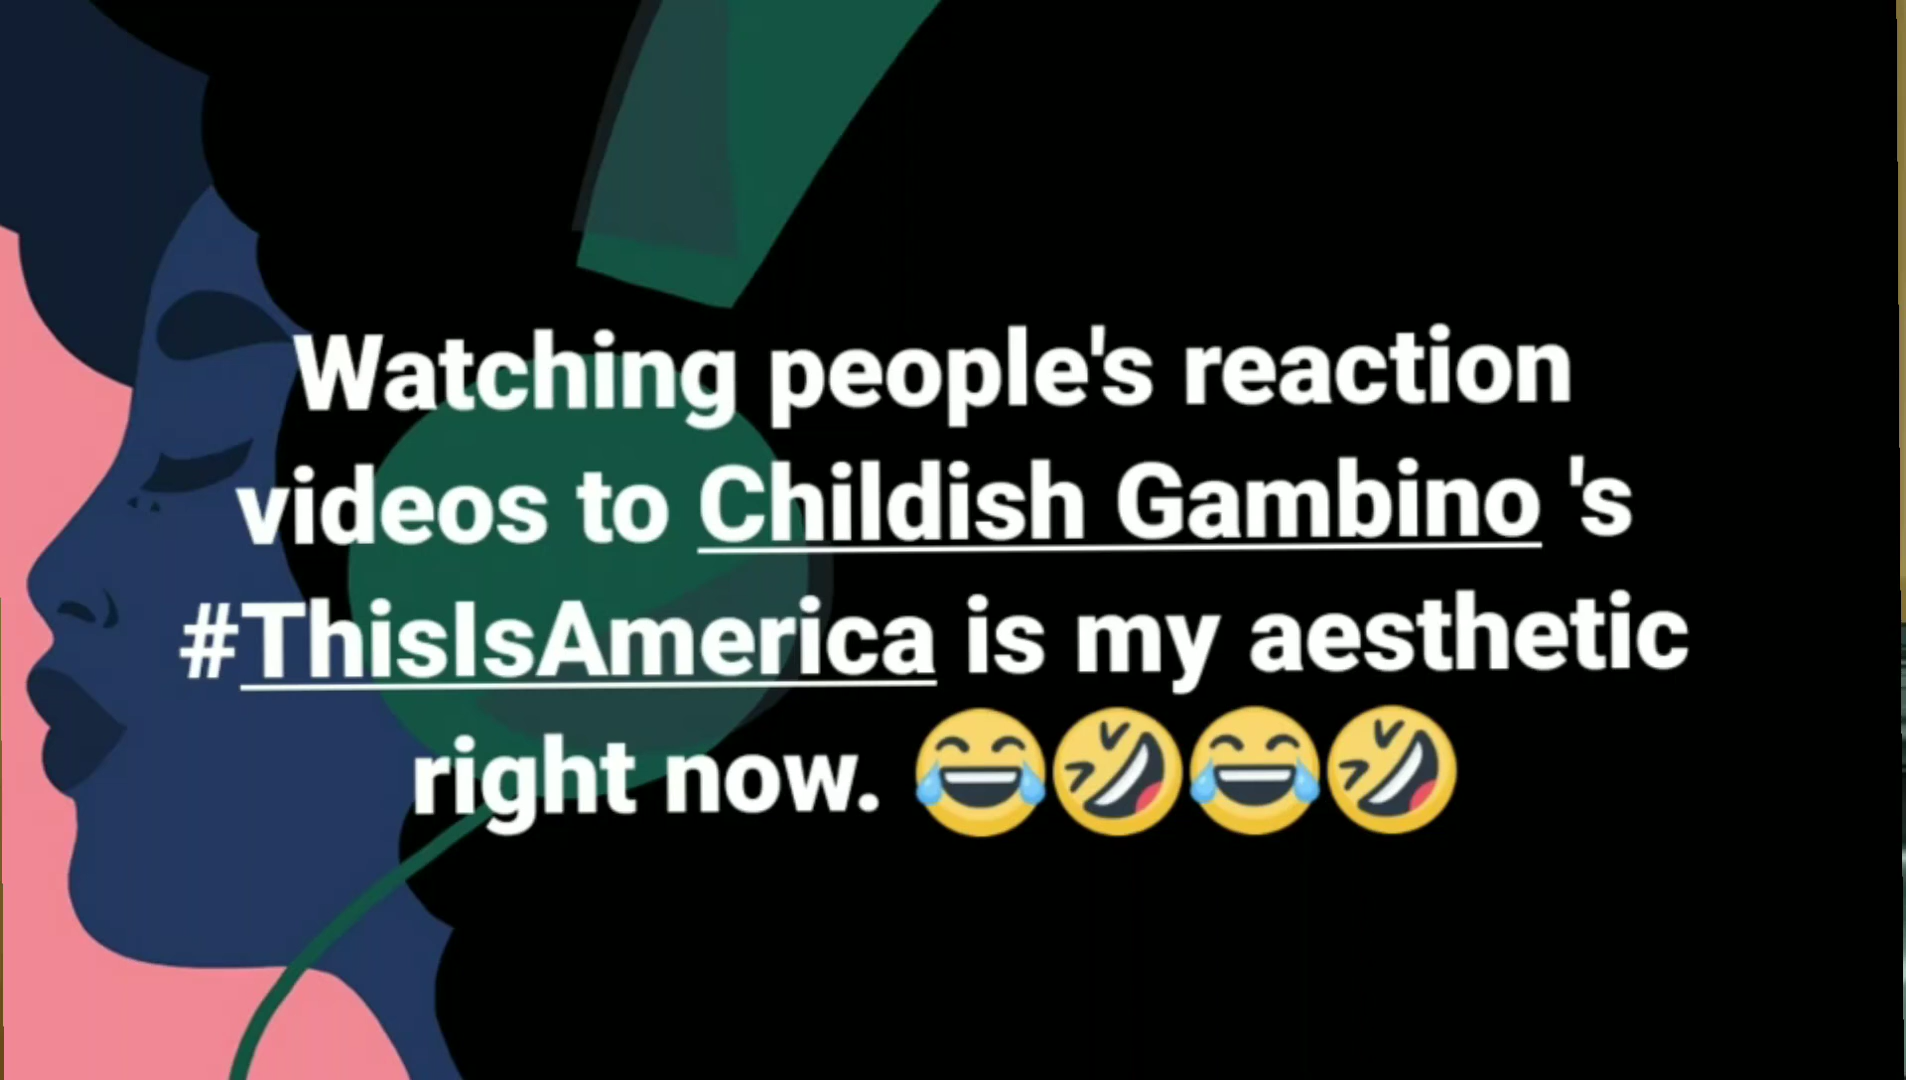 Watching people's reaction
videos to Childish Gambino 's
#ThisIsAmerica is my aesthetic
right now. 😂🤣😂🤣